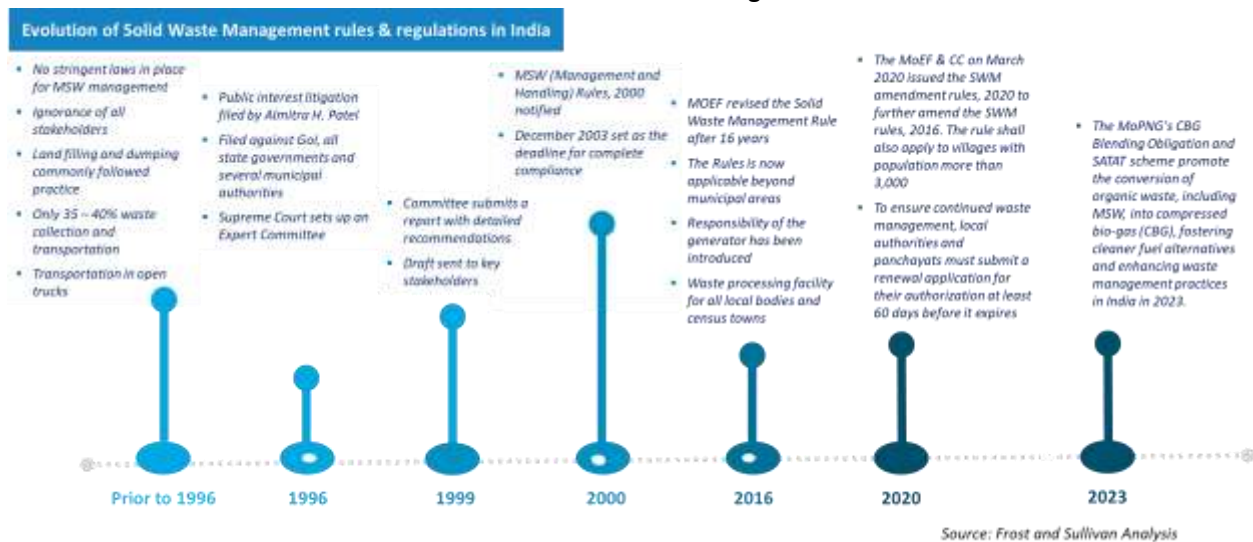 Evolution of Solid Waste Management rules & regulations in India
• No stringent laws in place
for MSW management
• Ignorance of all
stakeholders
• Land filling and dumping
commonly followed
practice
• Only 35 – 40% waste
collection and
transportation
• Transportation in open
trucks
• Public interest litigation
filed by Almitra H. Patel
• Filed against GoI, all
state governments and
several municipal
authorities
• Supreme Court sets up an
Expert Committee
• Committee submits a
report with detailed
recommendations
• Draft sent to key
stakeholders
• MSW (Management and
Handling) Rules, 2000
notified
• December 2003 set as the
deadline for complete
compliance
• MOEF revised the Solid
Waste Management Rule
after 16 years
• The Rules is now
applicable beyond
municipal areas
• Responsibility of the
generator has been
introduced
• Waste processing facility
for all local bodies and
census towns
• The MoEF & CC on March
2020 issued the SWM
amendment rules, 2020 to
further amend the SWM
rules, 2016. The rule shall
also apply to villages with
population more than
3,000
• To ensure continued waste
management, local
authorities and
panchayats must submit a
renewal application for
their authorization at least
60 days before it expires
• The MoPNG's CBG
Blending Obligation and
SATAT scheme promote
the conversion of
organic waste, including
MSW, into compressed
bio-gas (CBG), fostering
cleaner fuel alternatives
and enhancing waste
management practices
in India in 2023.
Prior to 1996
1996
1999
2000
2016
2020
2023
Source: Frost and Sullivan Analysis